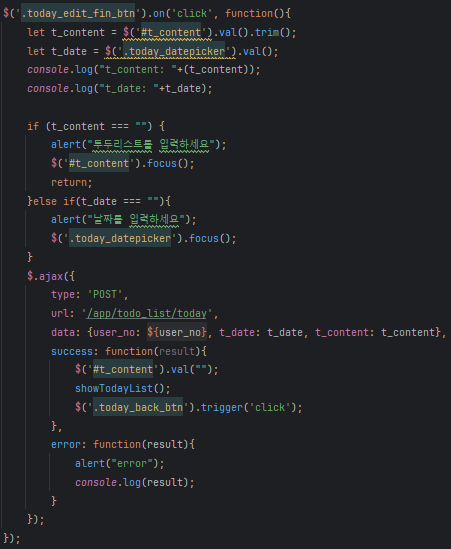 $('.today_edit_fin_btn').on('click', function(){
let t_content = $('#t_content').val().trim();
let t_date = $('.today_datepicker').val();
console.log("t_content: "+(t_content));
console.log("t_date: "+t_date);
if (t_content === "") {
alert("투두리스트를 입력하세요");
$('#t_content').focus();
return;
}else if(t_date === ""){
alert("날짜를 입력하세요");
$('.today_datepicker').focus();
}
$.ajax({
type: 'POST',
url: '/app/todo_list/today',
data: {user_no: ${user_no}, t_date: t_date, t_content: t_content},
success: function(result){
$('#t_content').val("");
showTodayList();
$('.today_back_btn').trigger('click');
},
error: function(result){
alert("error");
console.log(result);
}
});
});